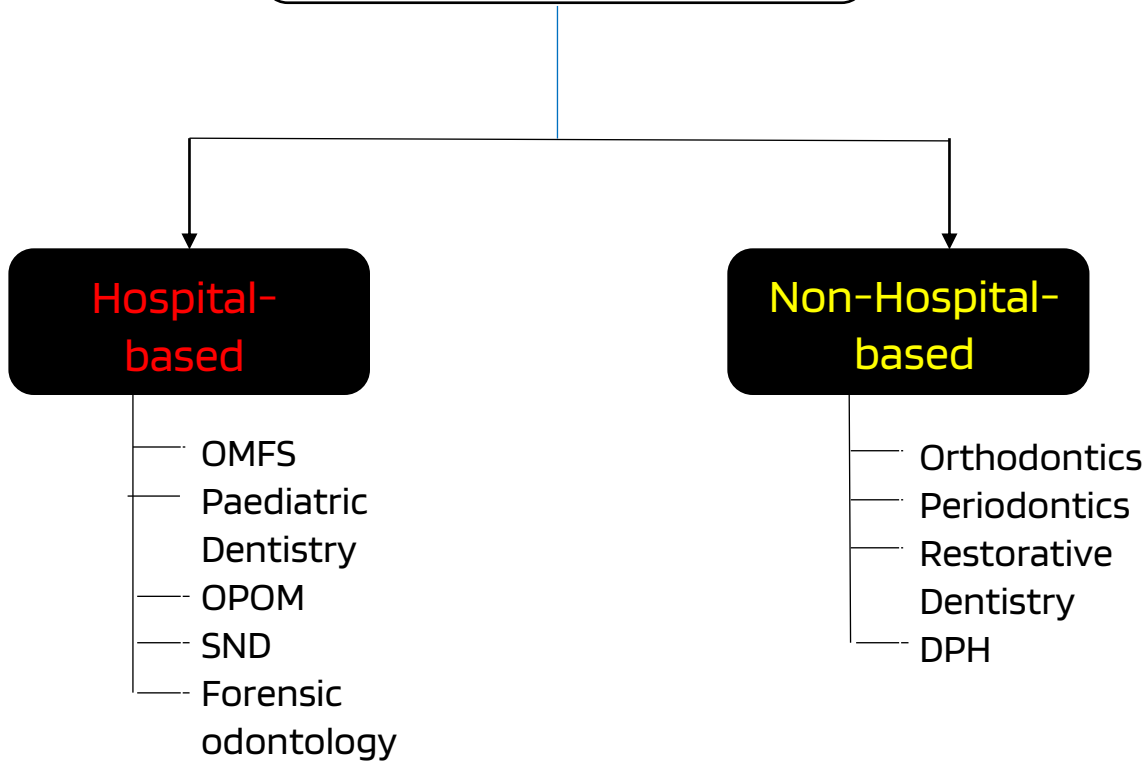 Hospital-
based
OMFS
Paediatric
Dentistry
OPOM
SND
Forensic
odontology
Non-Hospital-
based
Orthodontics
Periodontics
Restorative
Dentistry
DPH